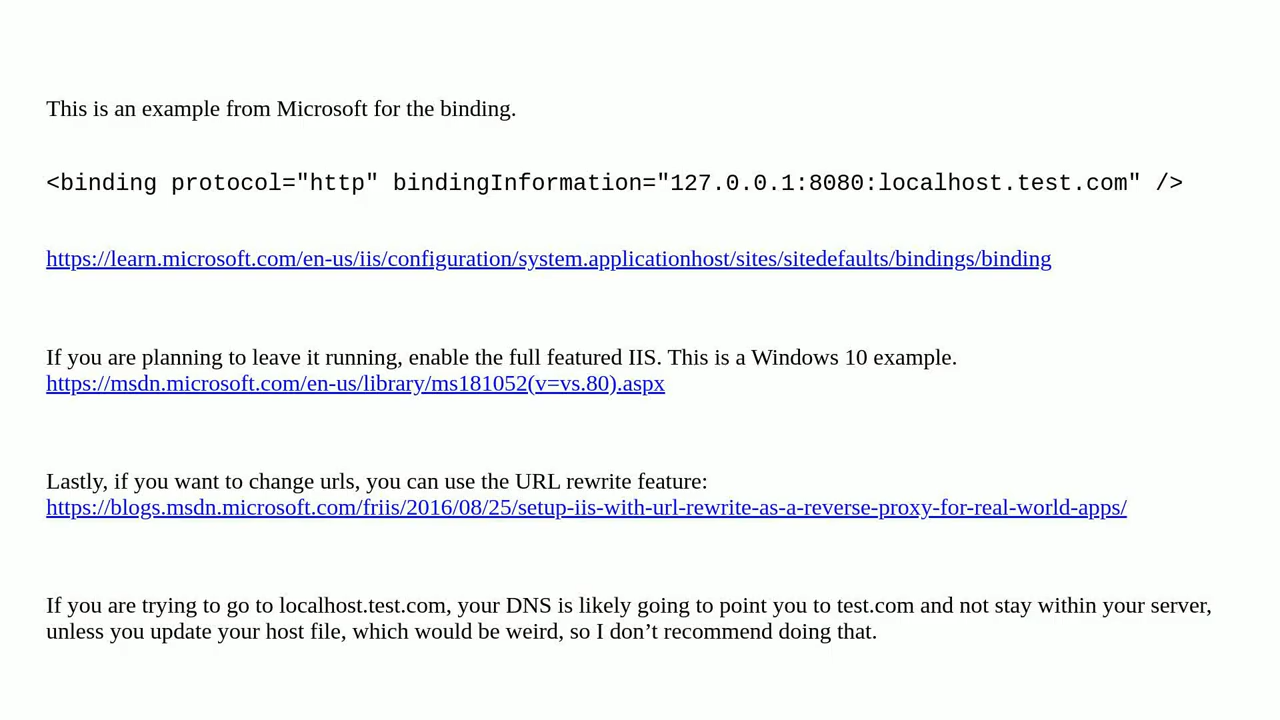 This is an example from Microsoft for the binding.
<binding protocol="http" bindingInformation="127.0.0.1:8080:localhost.test.com" />
https://learn.microsoft.com/en-us/iis/configuration/system.applicationhost/sites/sitedefaults/bindings/binding
If you are planning to leave it running, enable the full featured IIS. This is a Windows 10 example.
https://msdn.microsoft.com/en-us/library/ms181052(v=vs.80).aspx
Lastly, if you want to change urls, you can use the URL rewrite feature:
https://blogs.msdn.microsoft.com/friis/2016/08/25/setup-iis-with-url-rewrite-as-a-reverse-proxy-for-real-world-apps/
If you are trying to go to localhost.test.com, your DNS is likely going to point you to test.com and not stay within your server,
unless you update your host file, which would be weird, so I don’t recommend doing that.